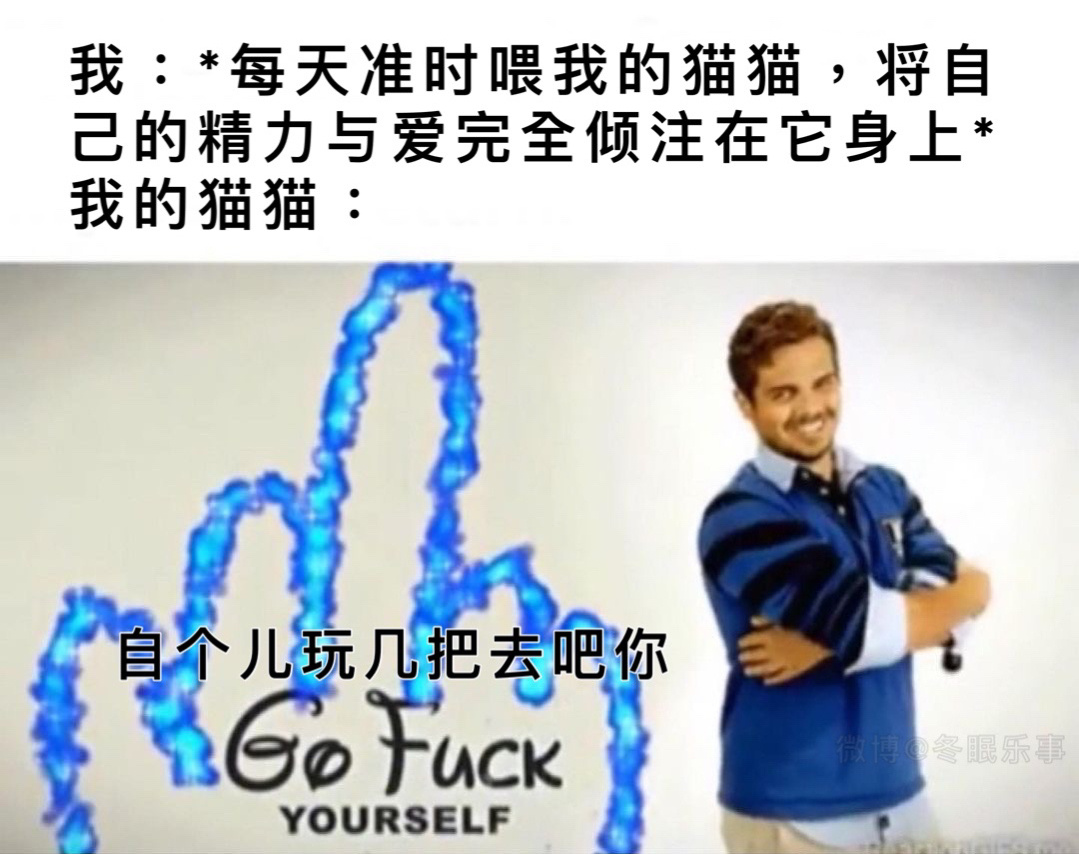 我：*每天准时喂我的猫猫，将自
己的精力与爱完全倾注在它身上*
我的猫猫：
自个儿玩几把去吧你
Go Fuck
YOURSELF
微博@冬眠乐事